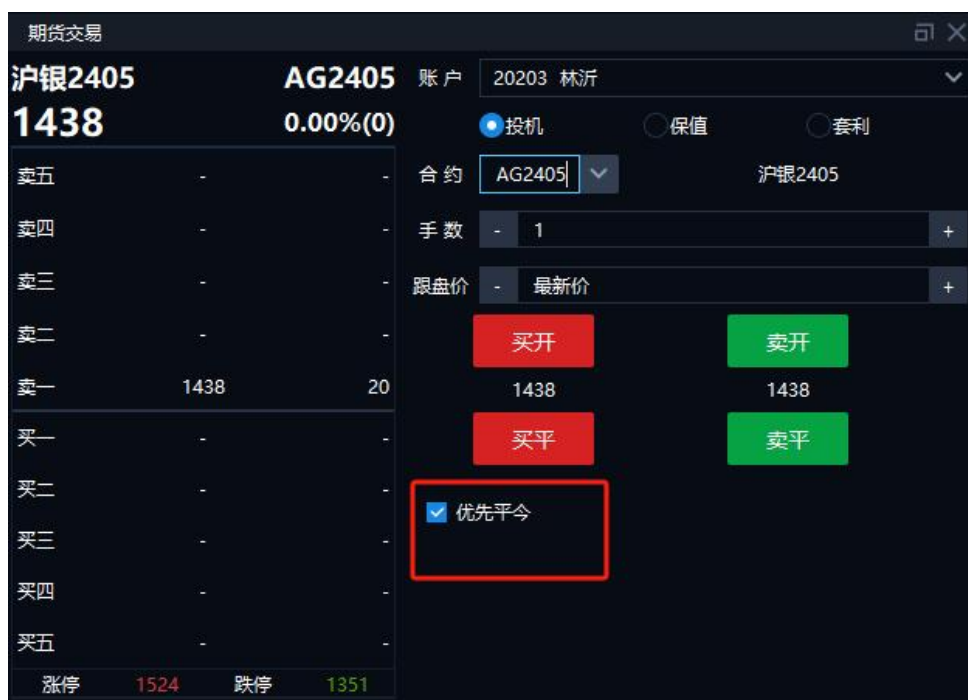 期货交易
沪银2405 AG2405
1438 0.00%(0)
卖五 - -
卖四 - -
卖三 - -
卖二 - -
卖一 1438 20
买一 - -
买二 - -
买三 - -
买四 - -
买五 - -
涨停 1524 跌停 1351
账户 20203 林沂
投机 保值 套利
合约 AG2405 沪银2405
手数 - 1 +
跟盘价 - 最新价 +
买开 卖开
1438 1438
买平 卖平
优先平今